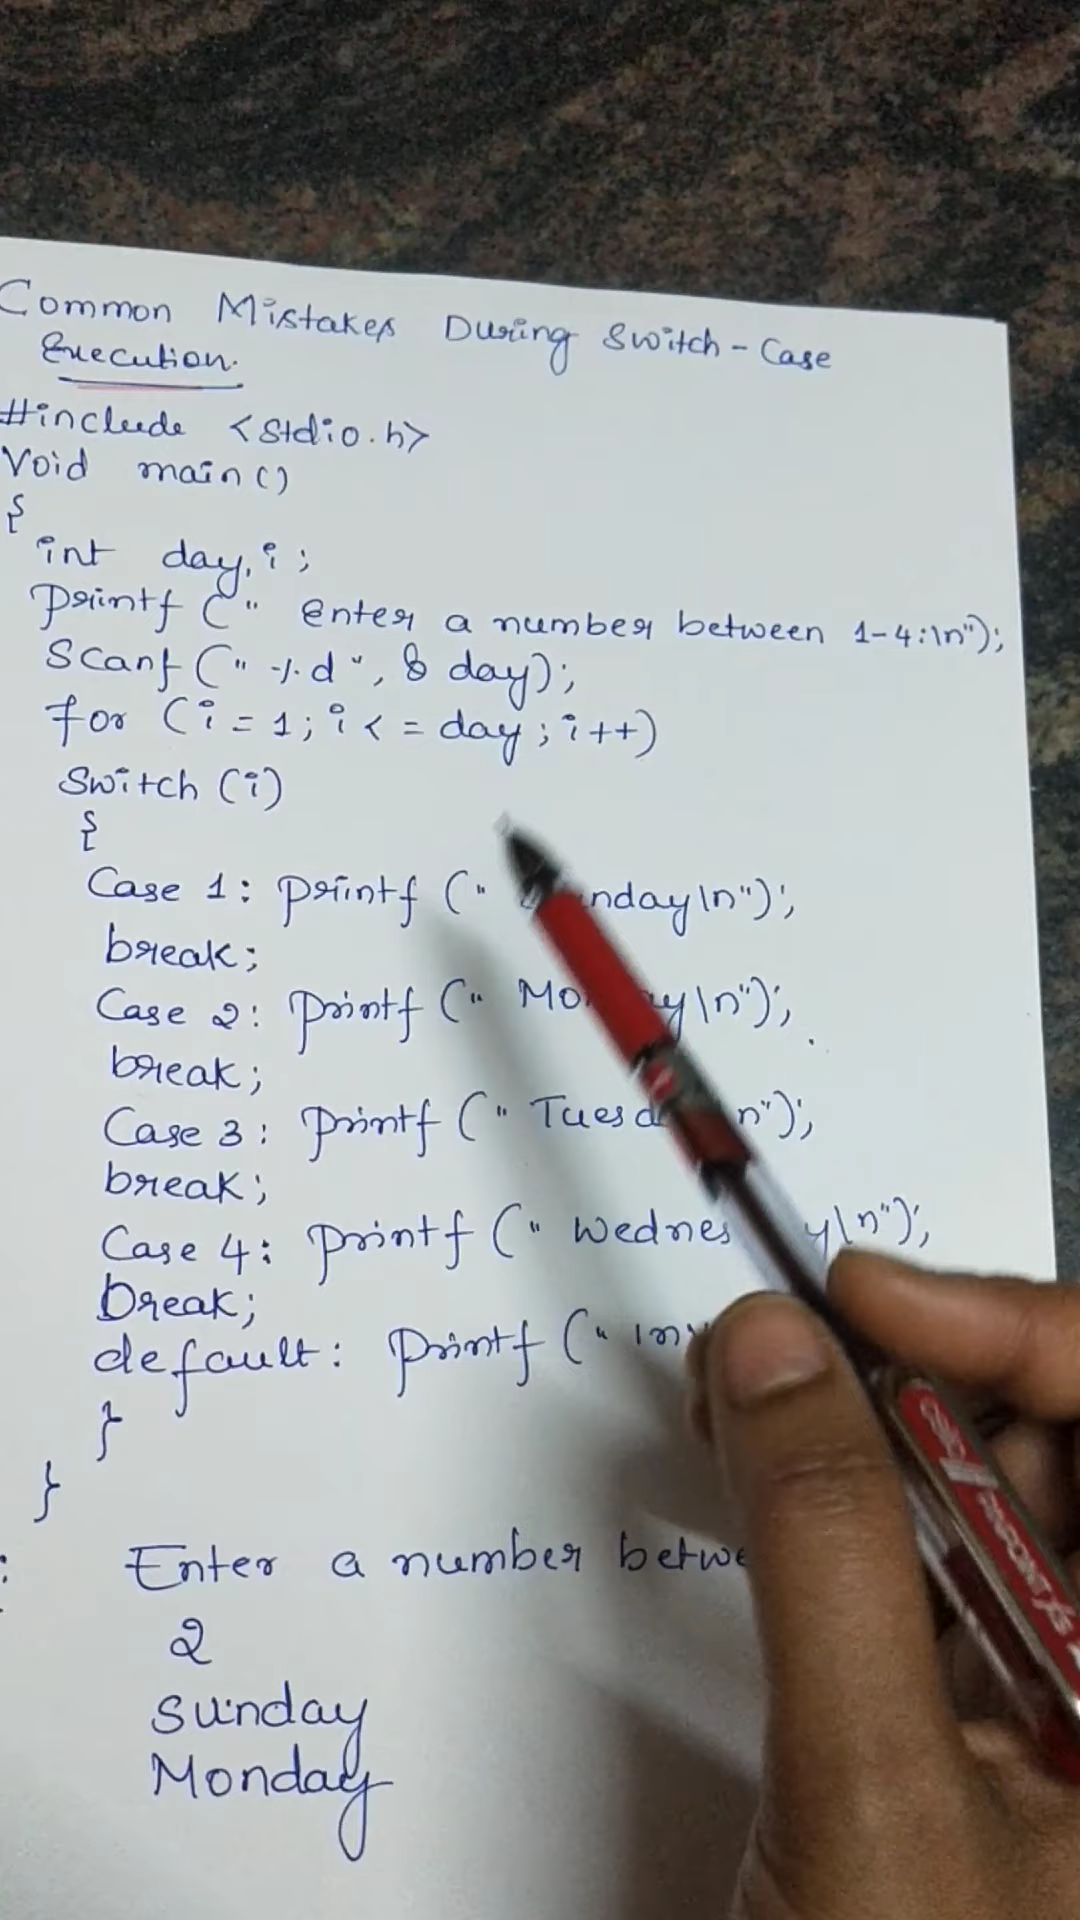 Common Mistakes During Switch-Case
Execution.
#include <stdio.h>
Void main()
{
int day, i;
printf (" enter a number between 1-4:\n");
Scanf (" %d", & day);
for (i=1; i<=day; i++)
Switch (i)
{
Case 1: printf (" nday\n");
break;
Case 2: printf (" Mo y\n");
break;
Case 3: printf (" Tuesd n");
break;
Case 4: printf (" Wednes y\n");
break;
default: printf ("
}
}
: Enter a number
2
Sunday
Monday